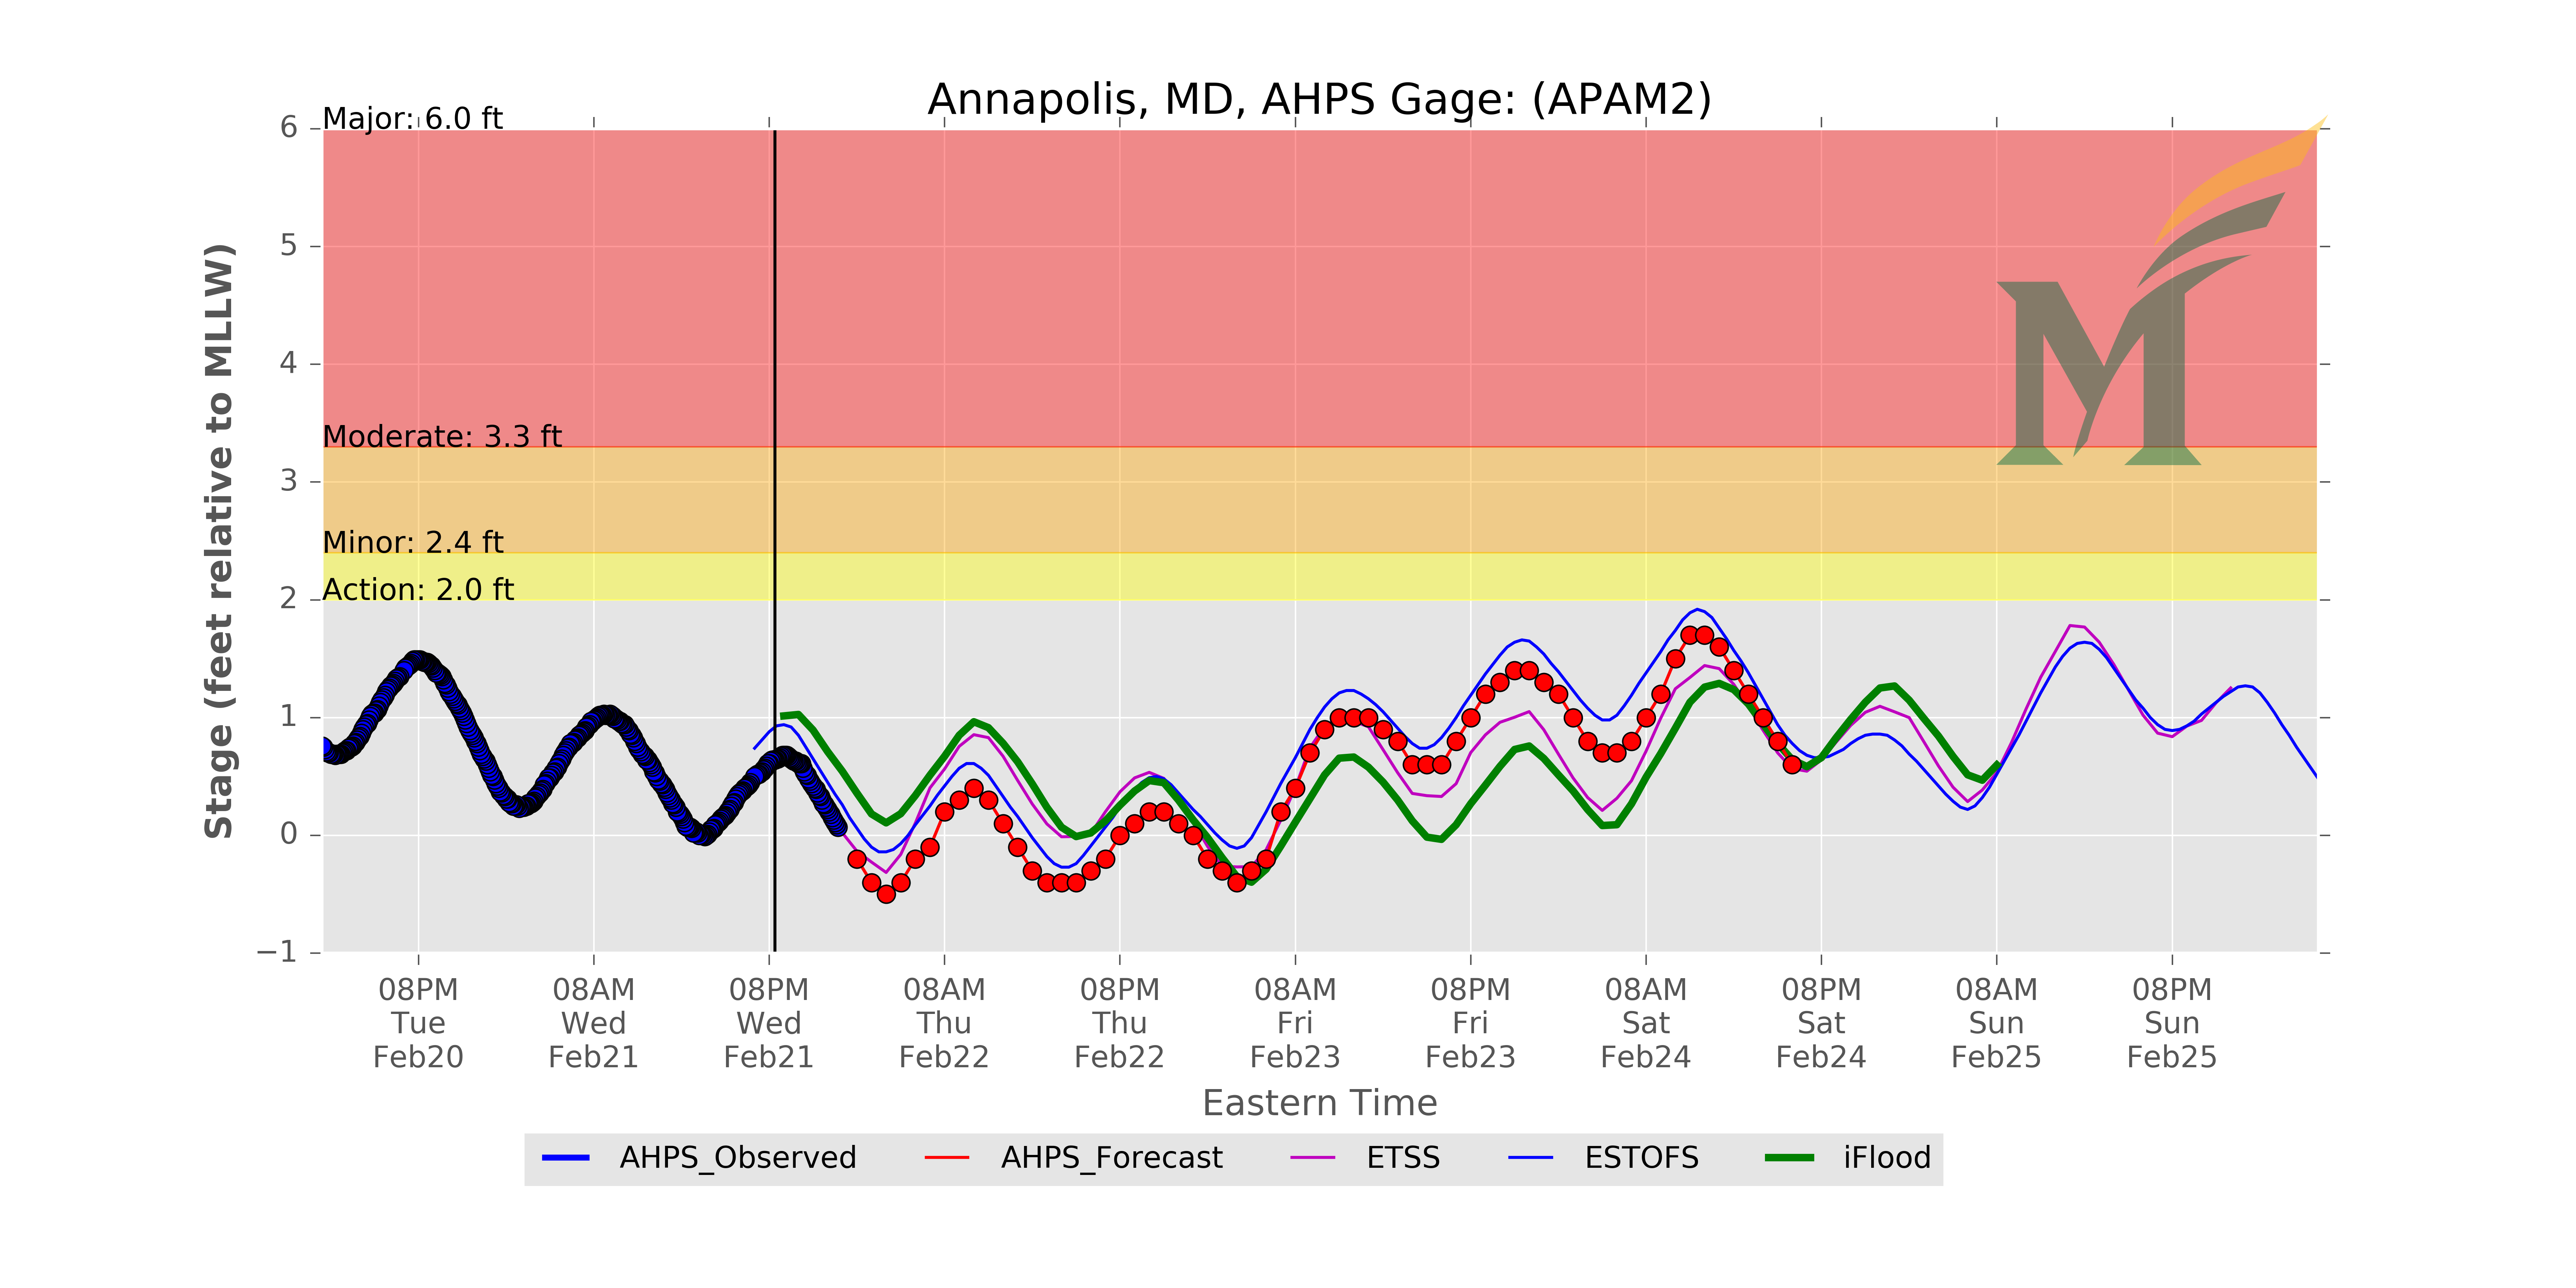 Annapolis, MD, AHPS Gage: (APAM2)
Major: 6.0 ft
Moderate: 3.3 ft
Minor: 2.4 ft
Action: 2.0 ft
Stage (feet relative to MLLW)
6
5
4
3
2
1
0
−1
08PM 08AM 08PM 08AM 08PM 08AM 08PM 08AM 08PM 08AM 08PM
Tue Wed Wed Thu Thu Fri Fri Sat Sat Sun Sun
Feb20 Feb21 Feb21 Feb22 Feb22 Feb23 Feb23 Feb24 Feb24 Feb25 Feb25
Eastern Time
AHPS_Observed AHPS_Forecast ETSS ESTOFS iFlood